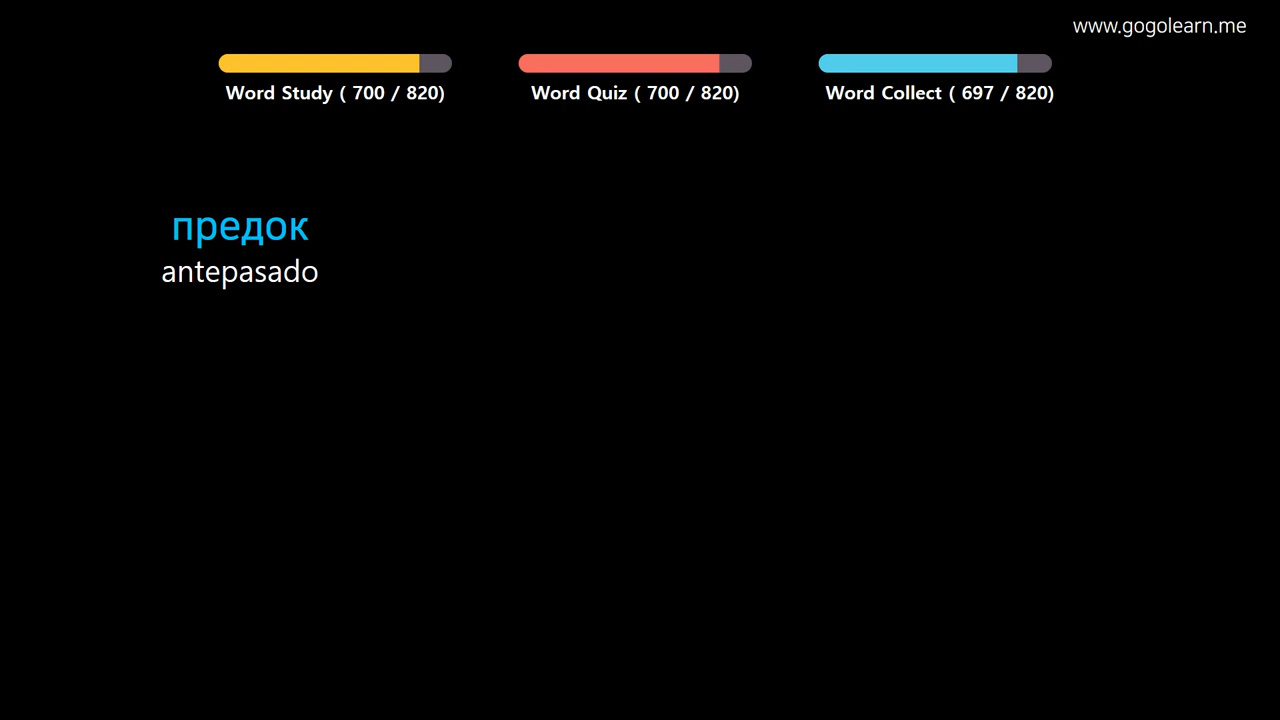 www.gogolearn.me
Word Study ( 700 / 820)
Word Quiz ( 700 / 820)
Word Collect ( 697 / 820)
предок
antepasado